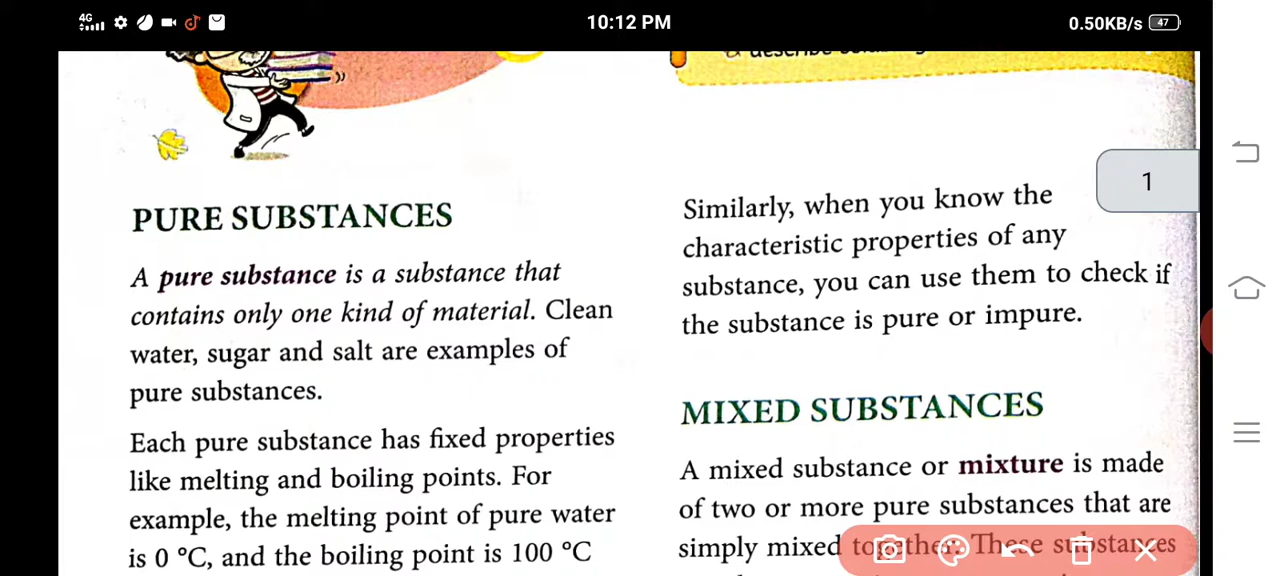 4G
10:12 PM
0.50KB/s
47
1
PURE SUBSTANCES
A pure substance is a substance that
contains only one kind of material. Clean
water, sugar and salt are examples of
pure substances.
Each pure substance has fixed properties
like melting and boiling points. For
example, the melting point of pure water
is 0 °C, and the boiling point is 100 °C
Similarly, when you know the
characteristic properties of any
substance, you can use them to check if
the substance is pure or impure.
MIXED SUBSTANCES
A mixed substance or mixture is made
of two or more pure substances that are
simply mixed together. These substances